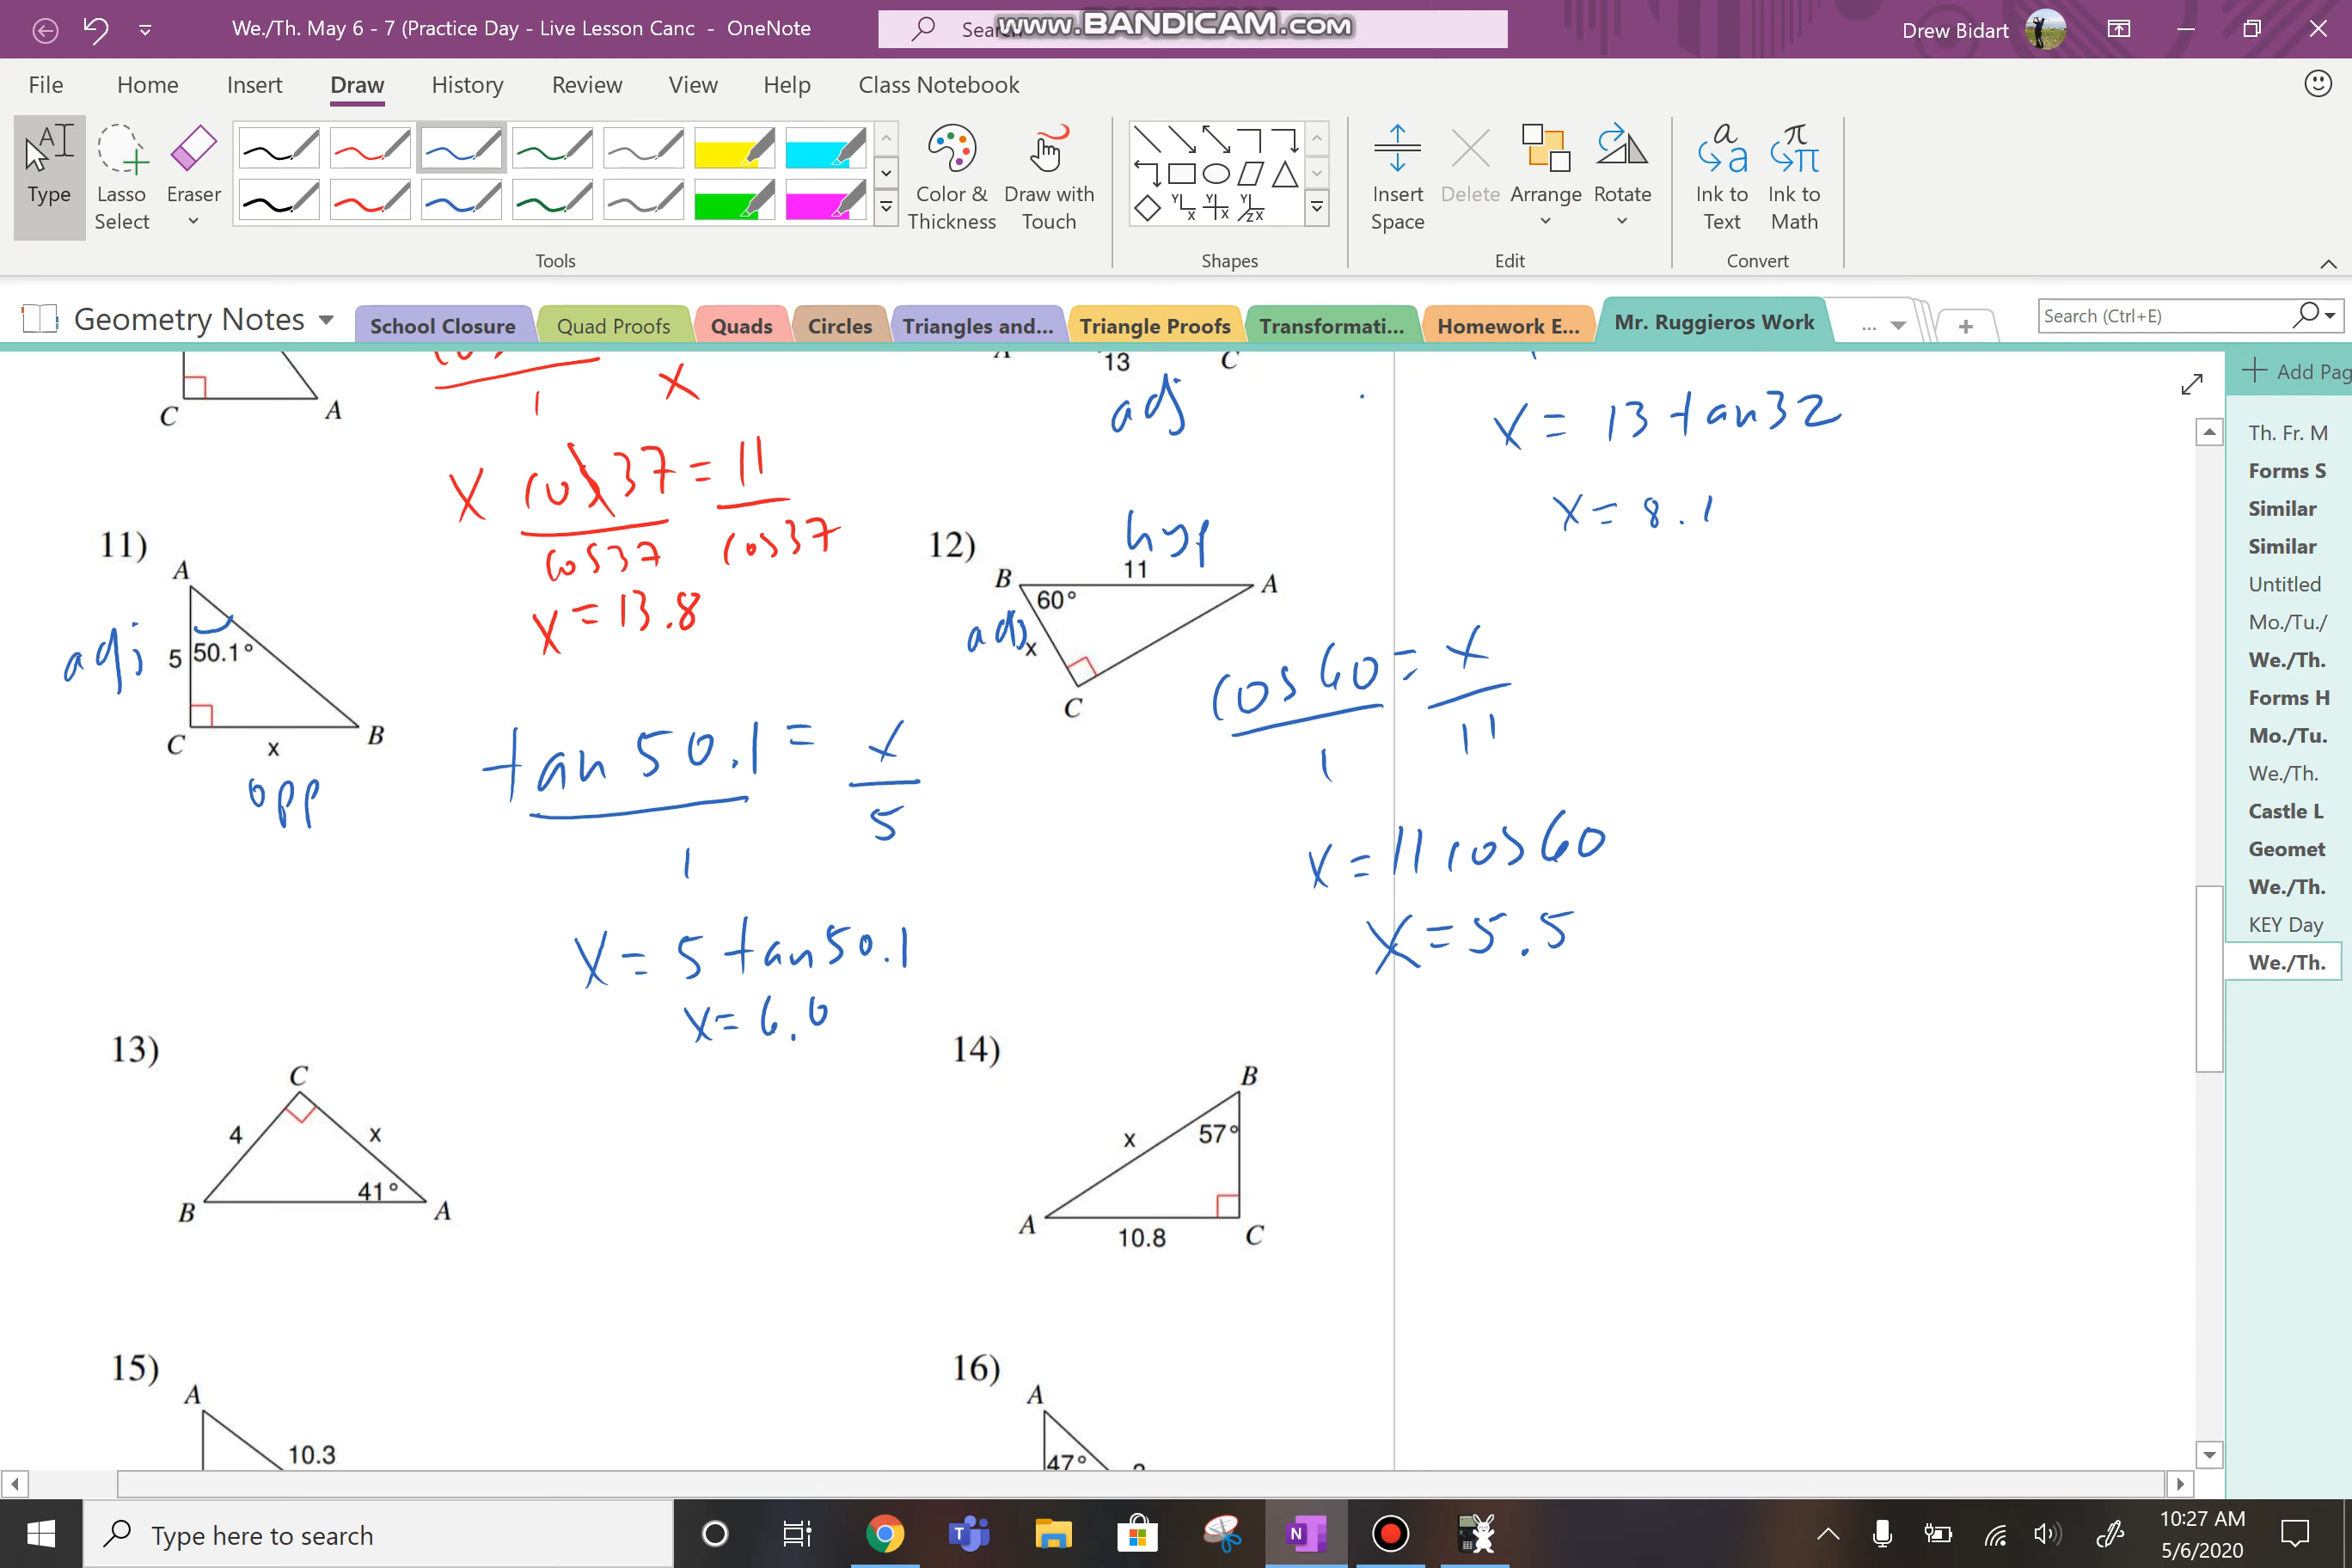 We./Th. May 6 - 7 (Practice Day - Live Lesson Canc - OneNote
Search
www.BANDICAM.com
Drew Bidart
File Home Insert Draw History Review View Help Class Notebook
Type
Lasso Select
Eraser
Color & Thickness
Draw with Touch
Insert Space
Delete
Arrange
Rotate
Ink to Text
Ink to Math
Tools Shapes Edit Convert
Geometry Notes
School Closure Quad Proofs Quads Circles Triangles and... Triangle Proofs Transformati... Homework E... Mr. Ruggieros Work ...
Search (Ctrl+E)
Add Pag
C A
1 x
x cos 37 = 11
cos37 cos37
x = 13.8
13 C
adj
x = 13 tan32
x = 8.1
11)
A
adj 5 50.1°
C x B
opp
tan 50.1 = x
1 5
x = 5 tan50.1
x = 6.0
12)
hyp
B 11 A
60°
adj x
C
cos 60 = x
1 11
x = 11 cos 60
x = 5.5
13)
C
4 x
B 41° A
14)
B
x 57°
A 10.8 C
15)
A
10.3
16)
A
47°
Th. Fr. M
Forms S
Similar
Similar
Untitled
Mo./Tu./
We./Th.
Forms H
Mo./Tu.
We./Th.
Castle L
Geomet
We./Th.
KEY Day
We./Th.
Type here to search
10:27 AM
5/6/2020